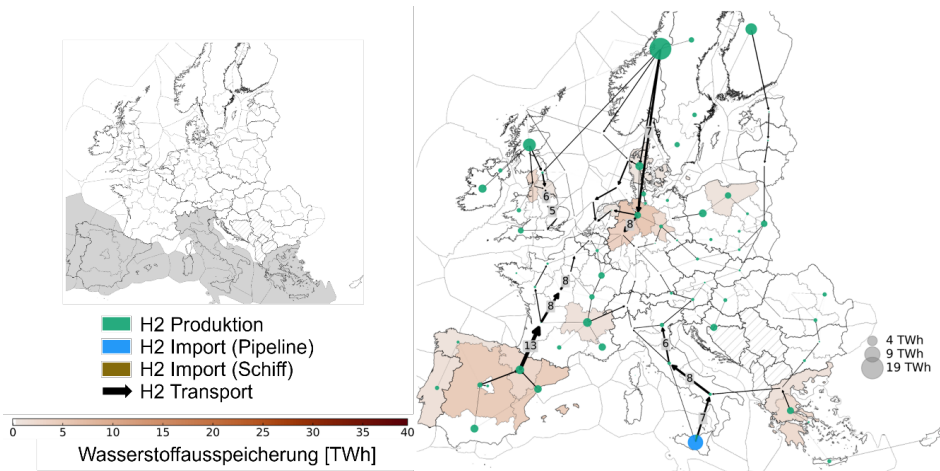 H2 Produktion
H2 Import (Pipeline)
H2 Import (Schiff)
H2 Transport
0 5 10 15 20 25 30 35 40
Wasserstoffausspeicherung [TWh]
6
5
8
8
8
13
6
8
4 TWh
9 TWh
19 TWh